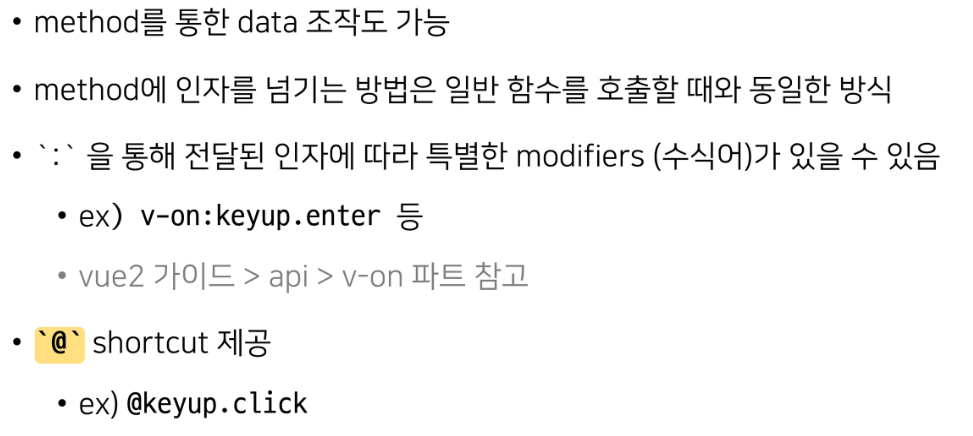 • method를 통한 data 조작도 가능
• method에 인자를 넘기는 방법은 일반 함수를 호출할 때와 동일한 방식
• `:` 을 통해 전달된 인자에 따라 특별한 modifiers (수식어)가 있을 수 있음
• ex) v-on:keyup.enter 등
• vue2 가이드 > api > v-on 파트 참고
• `@` shortcut 제공
• ex) @keyup.click